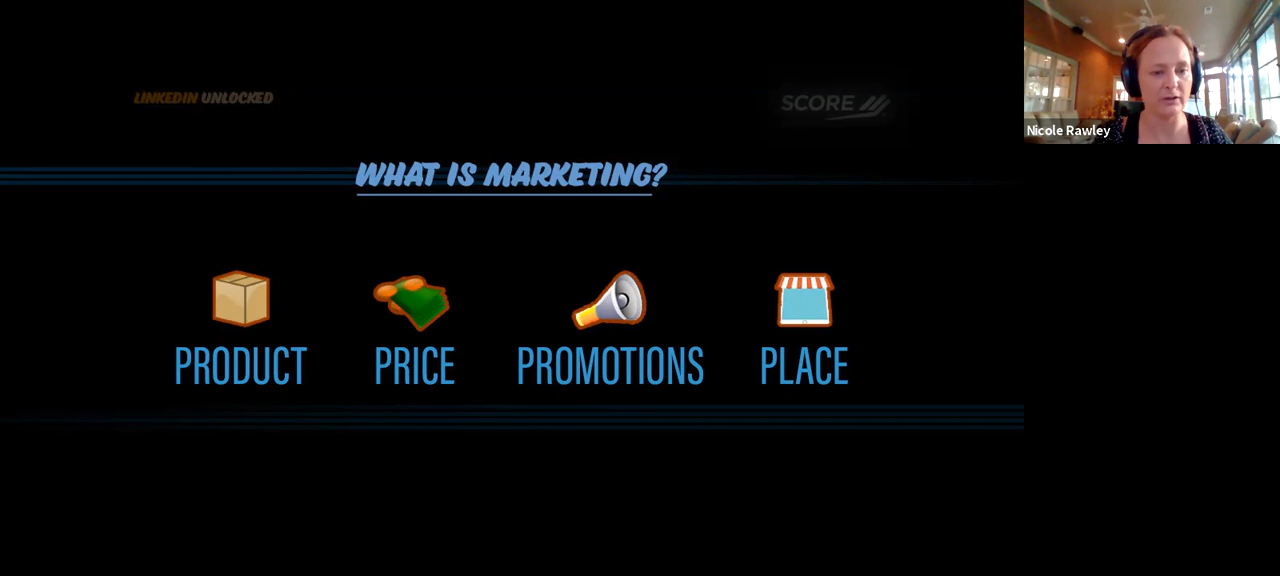 LINKEDIN UNLOCKED
SCORE
Nicole Rawley
WHAT IS MARKETING?
PRODUCT
PRICE
PROMOTIONS
PLACE